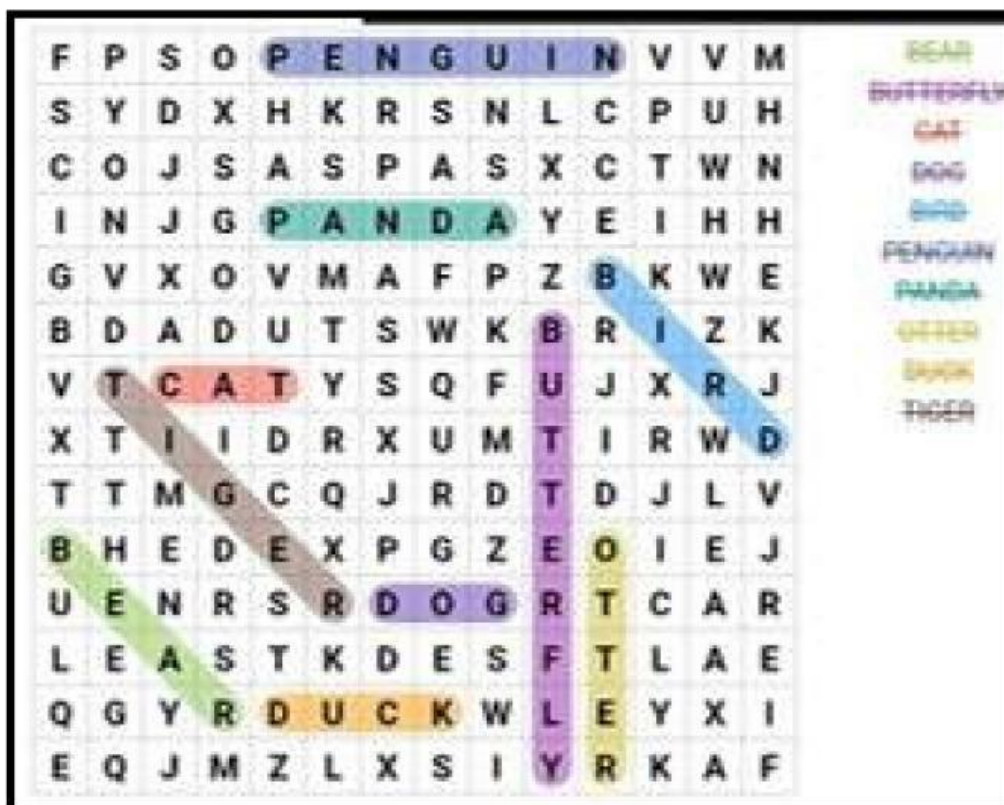 F P S O P E N G U I N V V M
S Y D X H K R S N L C P U H
C O J S A S P A S X C T W N
I N J G P A N D A Y E I H H
G V X O V M A F P Z B K W E
B D A D U T S W K B R I Z K
V T C A T Y S Q F U J X R J
X T I I D R X U M T I R W D
T T M G C Q J R D T D J L V
B H E D E X P G Z E O I E J
U E N R S R D O G R T C A R
L E A S T K D E S F T L A E
Q G Y R D U C K W L E Y X I
E Q J M Z L X S I Y R K A F
BEAR
BUTTERFLY
CAT
DOG
BIRD
PENGUIN
PANDA
OTTER
DUCK
TIGER